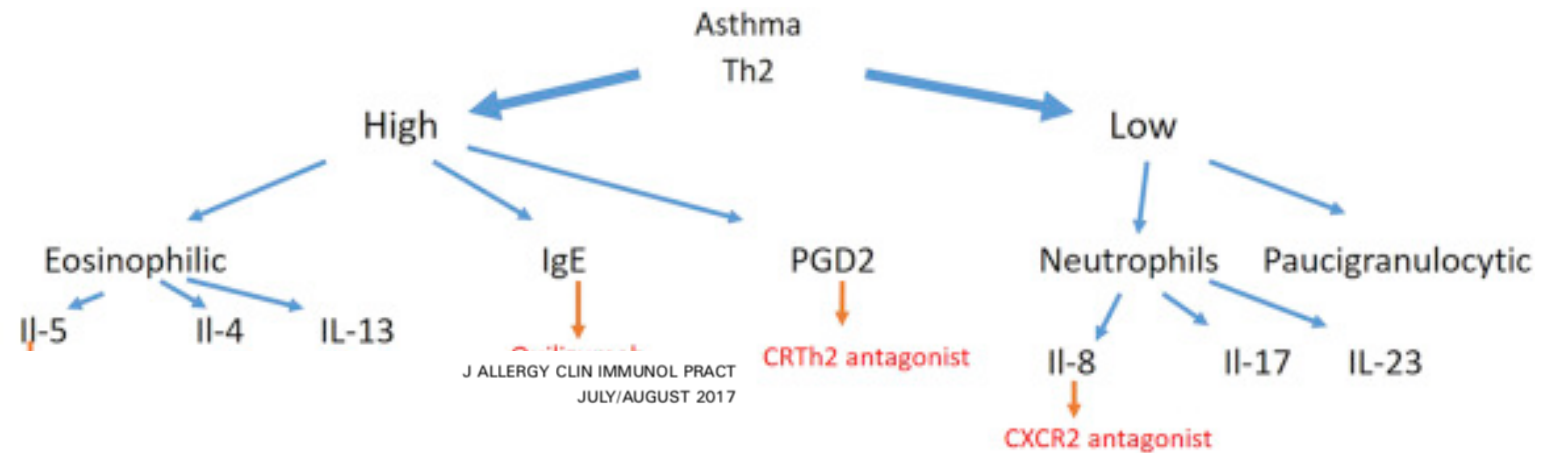 Asthma
Th2
High
Low
Eosinophilic
IgE
PGD2
Neutrophils
Paucigranulocytic
Il-5
Il-4
IL-13
CRTh2 antagonist
Il-8
Il-17
IL-23
J ALLERGY CLIN IMMUNOL PRACT
JULY/AUGUST 2017
CXCR2 antagonist